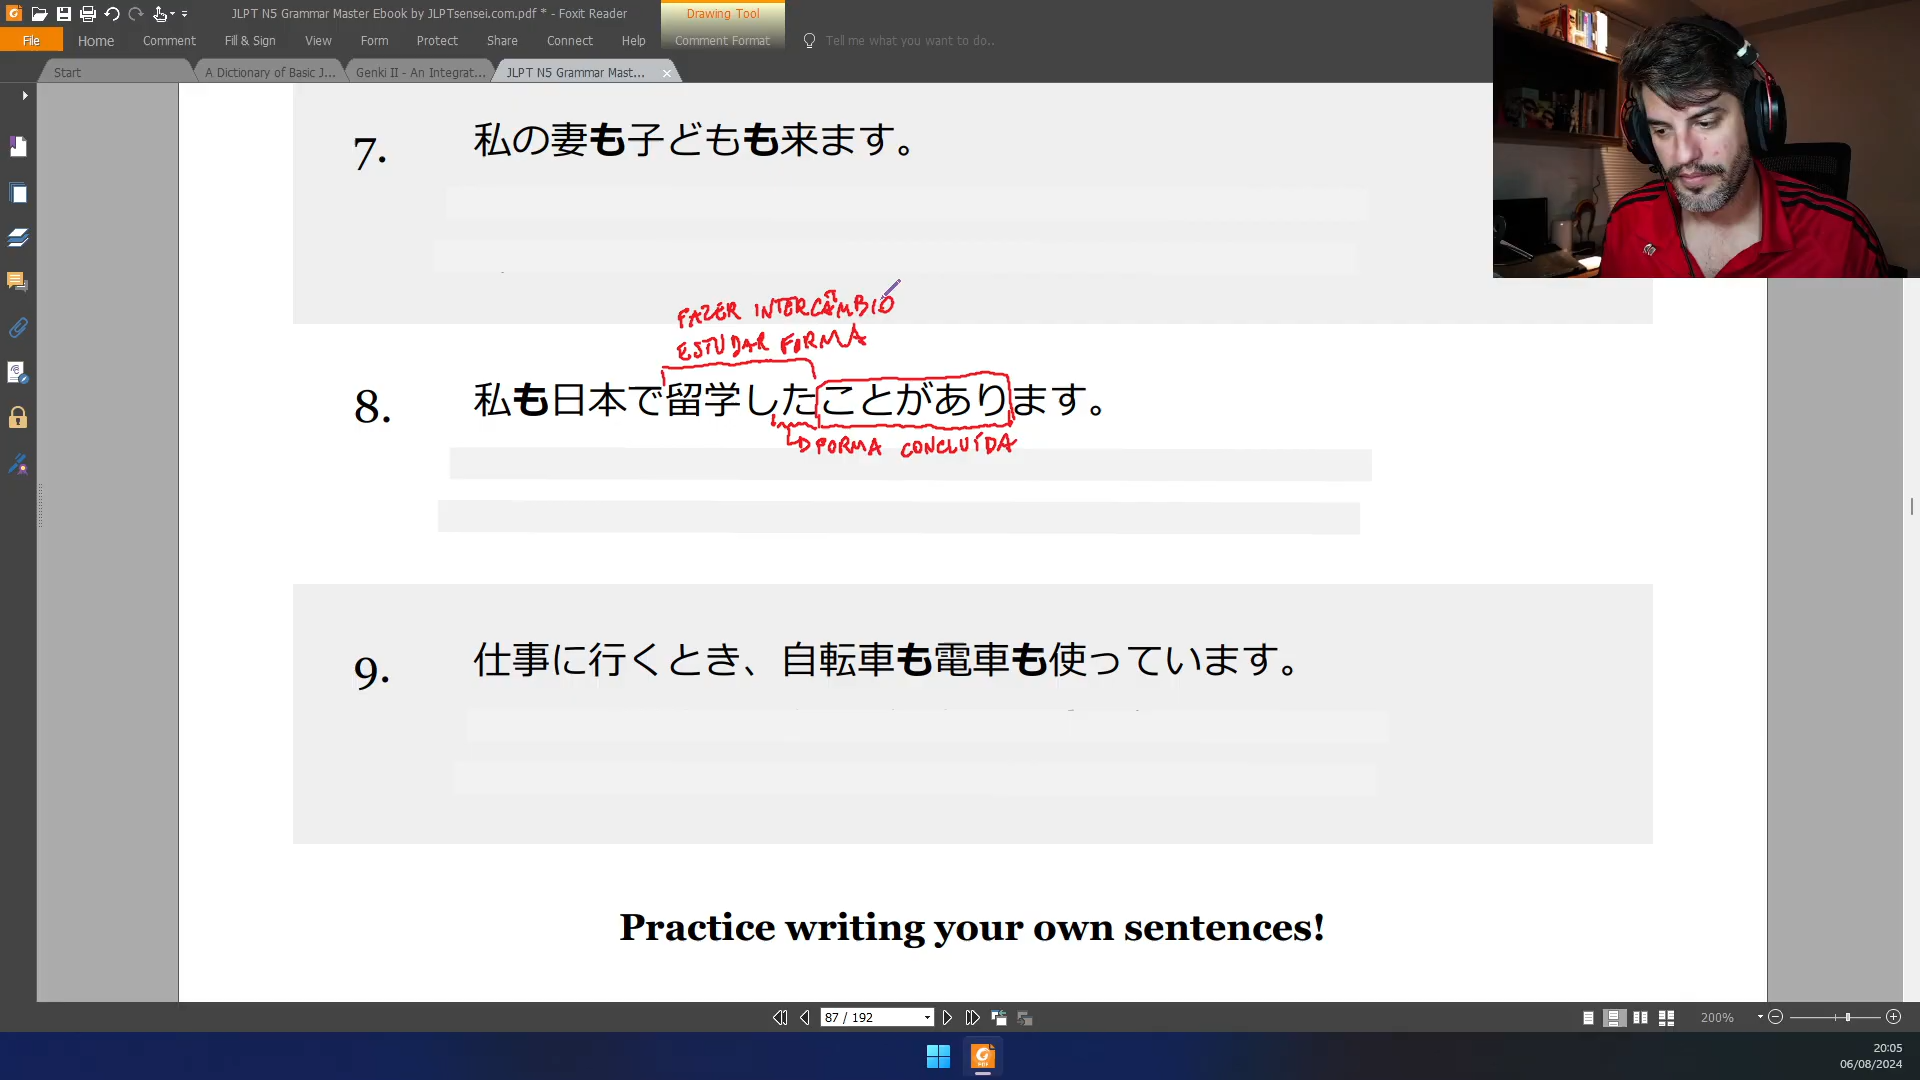 JLPT N5 Grammar Master Ebook by JLPTsensei.com.pdf * - Foxit Reader
Drawing Tool
File Home Comment Fill & Sign View Form Protect Share Connect Help Comment Format Tell me what you want to do..
Start A Dictionary of Basic J... Genki II - An Integrat... JLPT N5 Grammar Mast...
7. 私の妻も子どもも来ます。
FAZER INTERCÂMBIO
ESTUDAR FORMA
8. 私も日本で留学したことがあります。
FORMA CONCLUÍDA
9. 仕事に行くとき、自転車も電車も使っています。
Practice writing your own sentences!
87 / 192
200%
20:05
06/08/2024